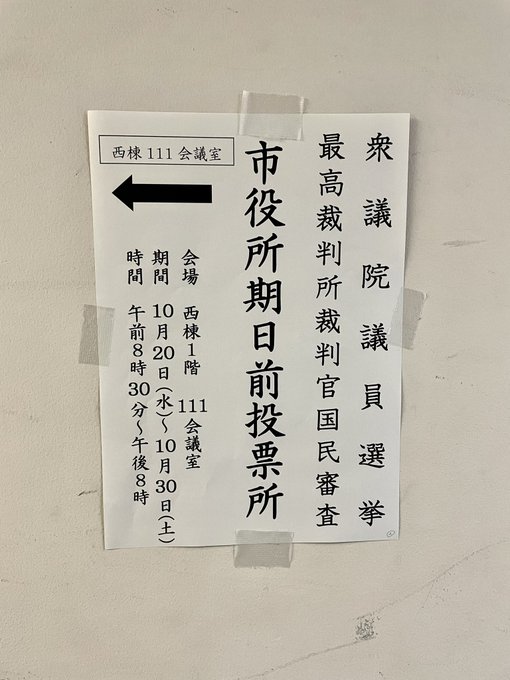 衆議院議員選挙
最高裁判所裁判官国民審査
市役所期日前投票所
西棟111会議室
会場 西棟1階 111会議室
期間 10月20日(水)~10月30日(土)
時間 午前8時30分~午後8時